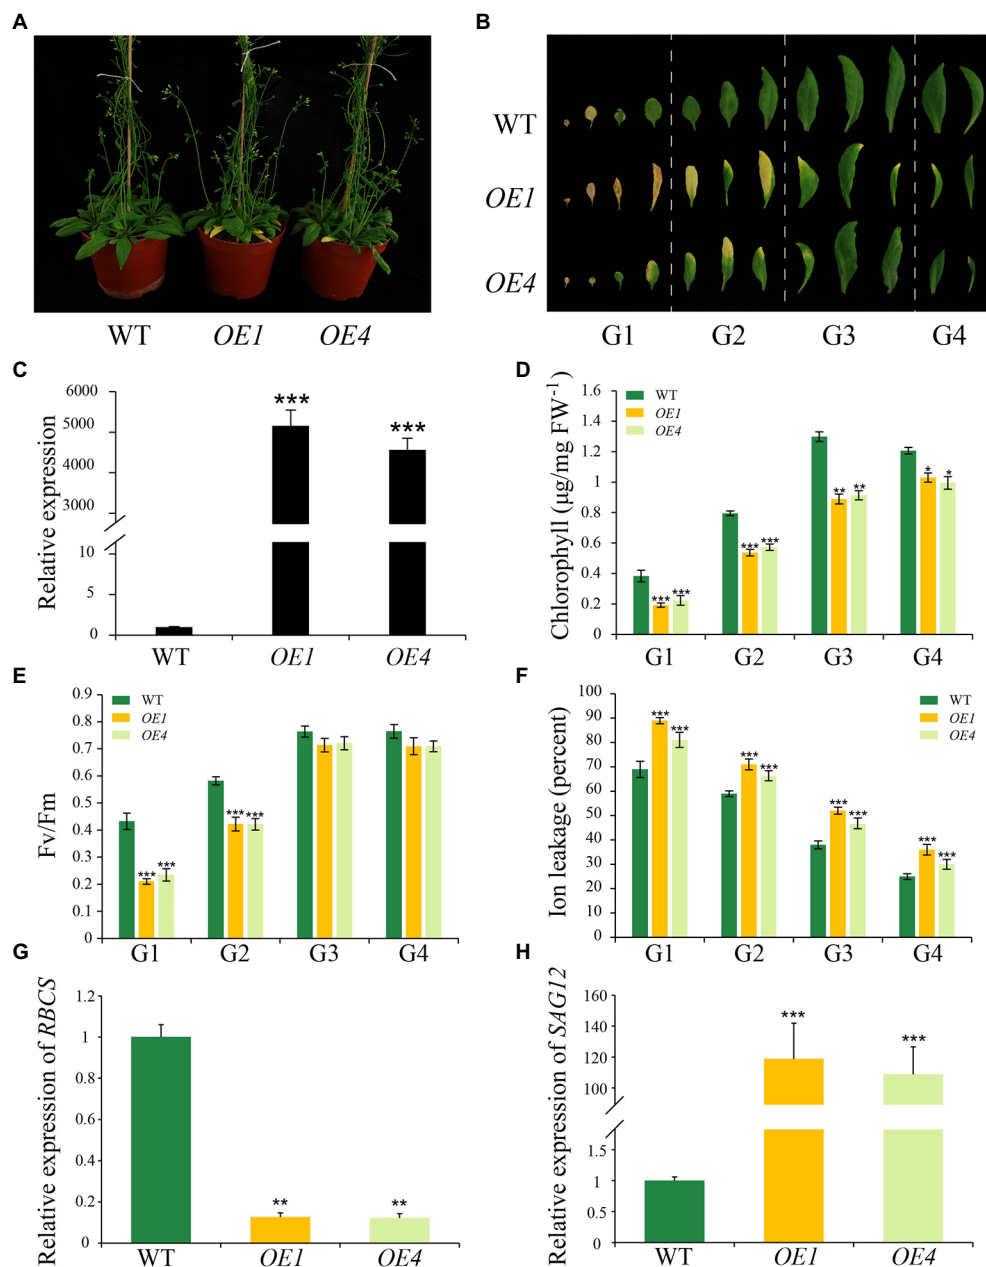 A
WT OE1 OE4
B
WT
OE1
OE4
G1 G2 G3 G4
C
Relative expression
6000
5000
4000
3000
10
5
0
*** ***
WT OE1 OE4
D
Chlorophyll (μg/mg FW⁻¹)
1.6
1.4
1.2
1
0.8
0.6
0.4
0.2
0
WT
OE1
OE4
*** *** *** *** ** ** * *
G1 G2 G3 G4
E
Fv/Fm
0.9
0.8
0.7
0.6
0.5
0.4
0.3
0.2
0.1
0
WT
OE1
OE4
*** *** *** ***
G1 G2 G3 G4
F
Ion leakage (percent)
100
90
80
70
60
50
40
30
20
10
0
WT
OE1
OE4
*** *** *** *** *** *** *** ***
G1 G2 G3 G4
G
Relative expression of RBCS
1.2
1
0.8
0.6
0.4
0.2
0
** **
WT OE1 OE4
H
Relative expression of SAG12
160
140
120
100
1.5
1
0.5
0
*** ***
WT OE1 OE4